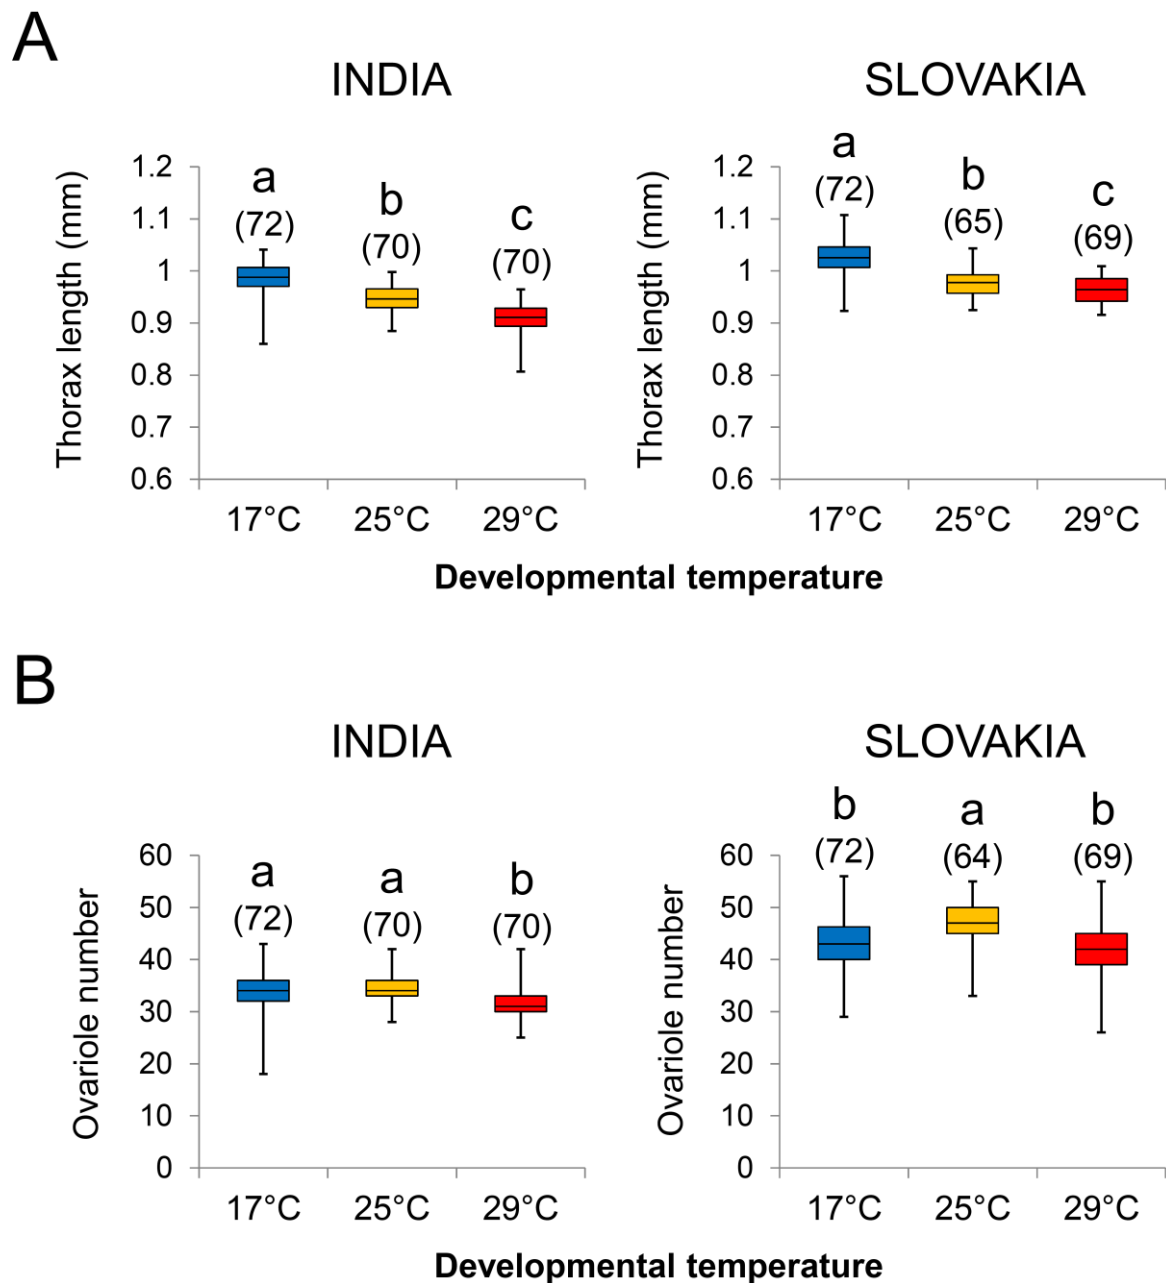 A
INDIA
SLOVAKIA
Thorax length (mm)
1.2
1.1
1
0.9
0.8
0.7
0.6
a
(72)
b
(70)
c
(70)
17°C
25°C
29°C
Thorax length (mm)
1.2
1.1
1
0.9
0.8
0.7
0.6
a
(72)
b
(65)
c
(69)
17°C
25°C
29°C
Developmental temperature
B
INDIA
SLOVAKIA
Ovariole number
60
50
40
30
20
10
0
a
(72)
a
(70)
b
(70)
17°C
25°C
29°C
Ovariole number
60
50
40
30
20
10
0
b
(72)
a
(64)
b
(69)
17°C
25°C
29°C
Developmental temperature